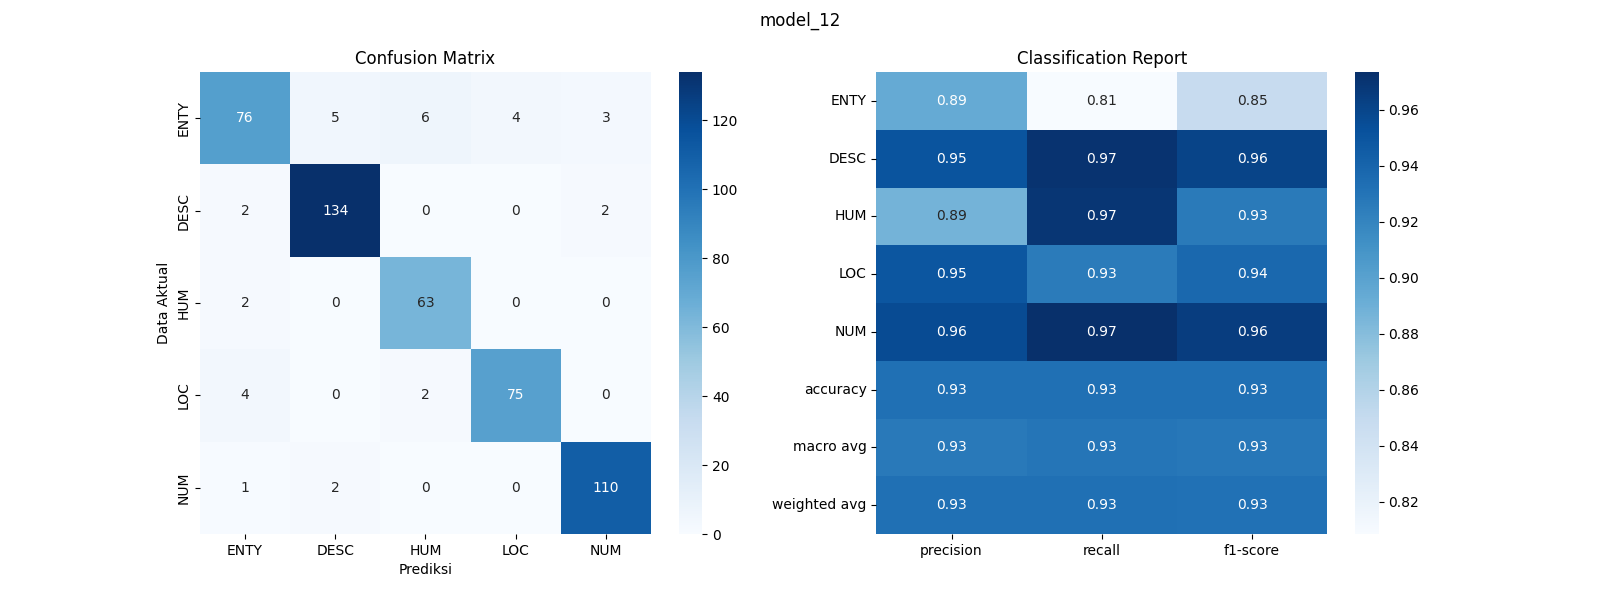 model_12
Confusion Matrix
Data Aktual
ENTY 76 5 6 4 3
DESC 2 134 0 0 2
HUM 2 0 63 0 0
LOC 4 0 2 75 0
NUM 1 2 0 0 110
ENTY DESC HUM LOC NUM
Prediksi
120
100
80
60
40
20
0
Classification Report
ENTY 0.89 0.81 0.85
DESC 0.95 0.97 0.96
HUM 0.89 0.97 0.93
LOC 0.95 0.93 0.94
NUM 0.96 0.97 0.96
accuracy 0.93 0.93 0.93
macro avg 0.93 0.93 0.93
weighted avg 0.93 0.93 0.93
precision recall f1-score
0.96
0.94
0.92
0.90
0.88
0.86
0.84
0.82